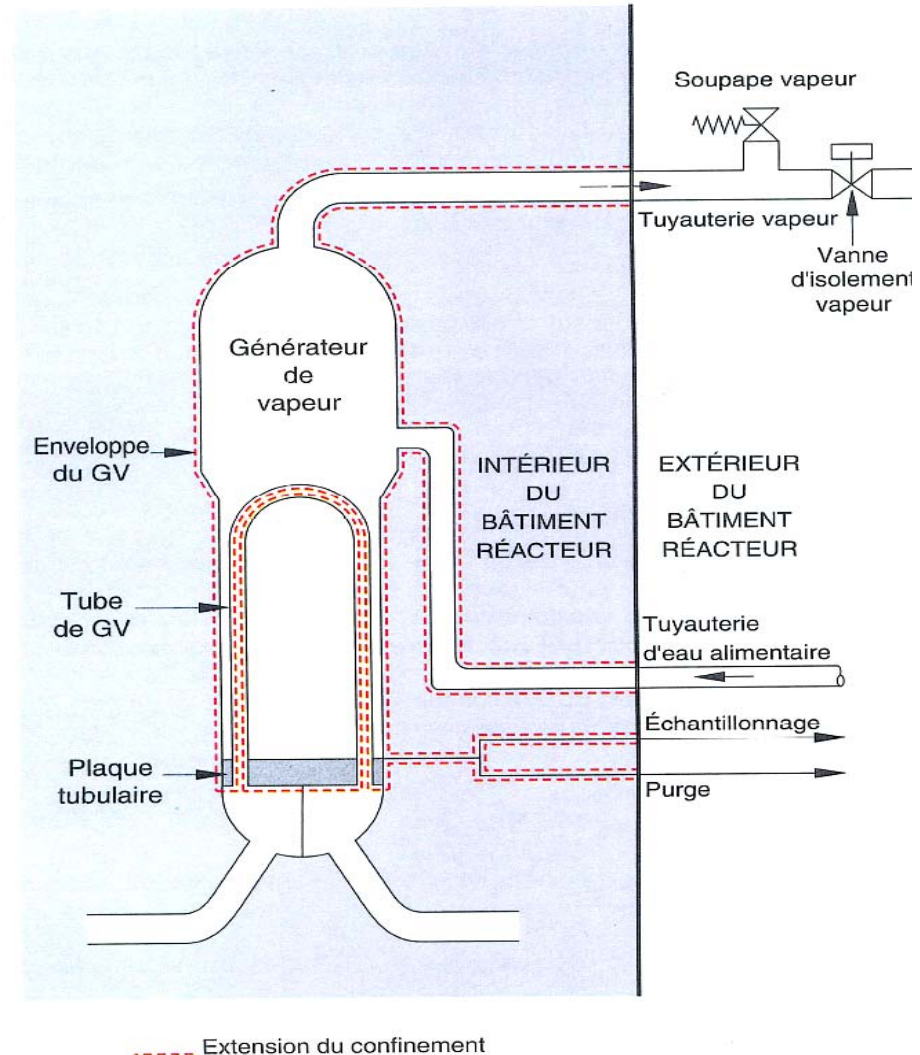 Soupape vapeur
Tuyauterie vapeur
Vanne
d'isolement
vapeur
Générateur
de
vapeur
Enveloppe
du GV
INTÉRIEUR
DU
BÂTIMENT
RÉACTEUR
EXTÉRIEUR
DU
BÂTIMENT
RÉACTEUR
Tube
de GV
Tuyauterie
d'eau alimentaire
Échantillonnage
Plaque
tubulaire
Purge
Extension du confinement